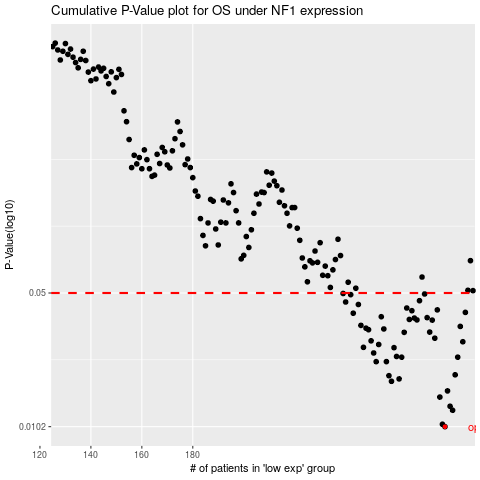 Cumulative P-Value plot for OS under NF1 expression
P-Value(log10)
0.05
0.0102
op
120 140 160 180
# of patients in 'low exp' group